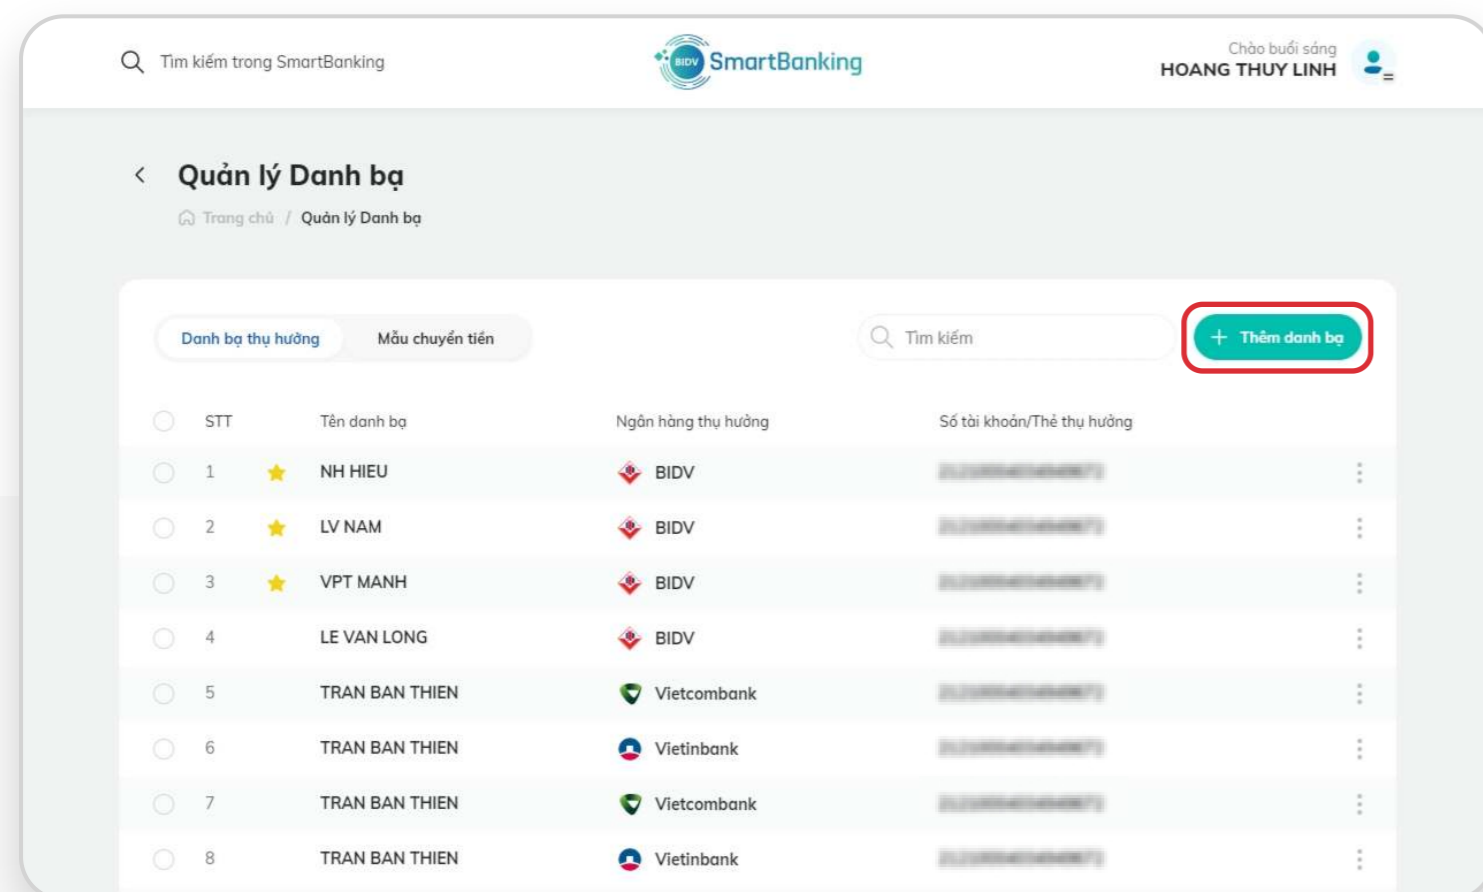 Tìm kiếm trong SmartBanking
BIDV SmartBanking
Chào buổi sáng
HOANG THUY LINH
Quản lý Danh bạ
Trang chủ / Quản lý Danh bạ
Danh bạ thụ hưởng Mẫu chuyển tiền Tìm kiếm + Thêm danh bạ
STT Tên danh bạ Ngân hàng thụ hưởng Số tài khoản/Thẻ thụ hưởng
1 NH HIEU BIDV
2 LV NAM BIDV
3 VPT MANH BIDV
4 LE VAN LONG BIDV
5 TRAN BAN THIEN Vietcombank
6 TRAN BAN THIEN Vietinbank
7 TRAN BAN THIEN Vietcombank
8 TRAN BAN THIEN Vietinbank